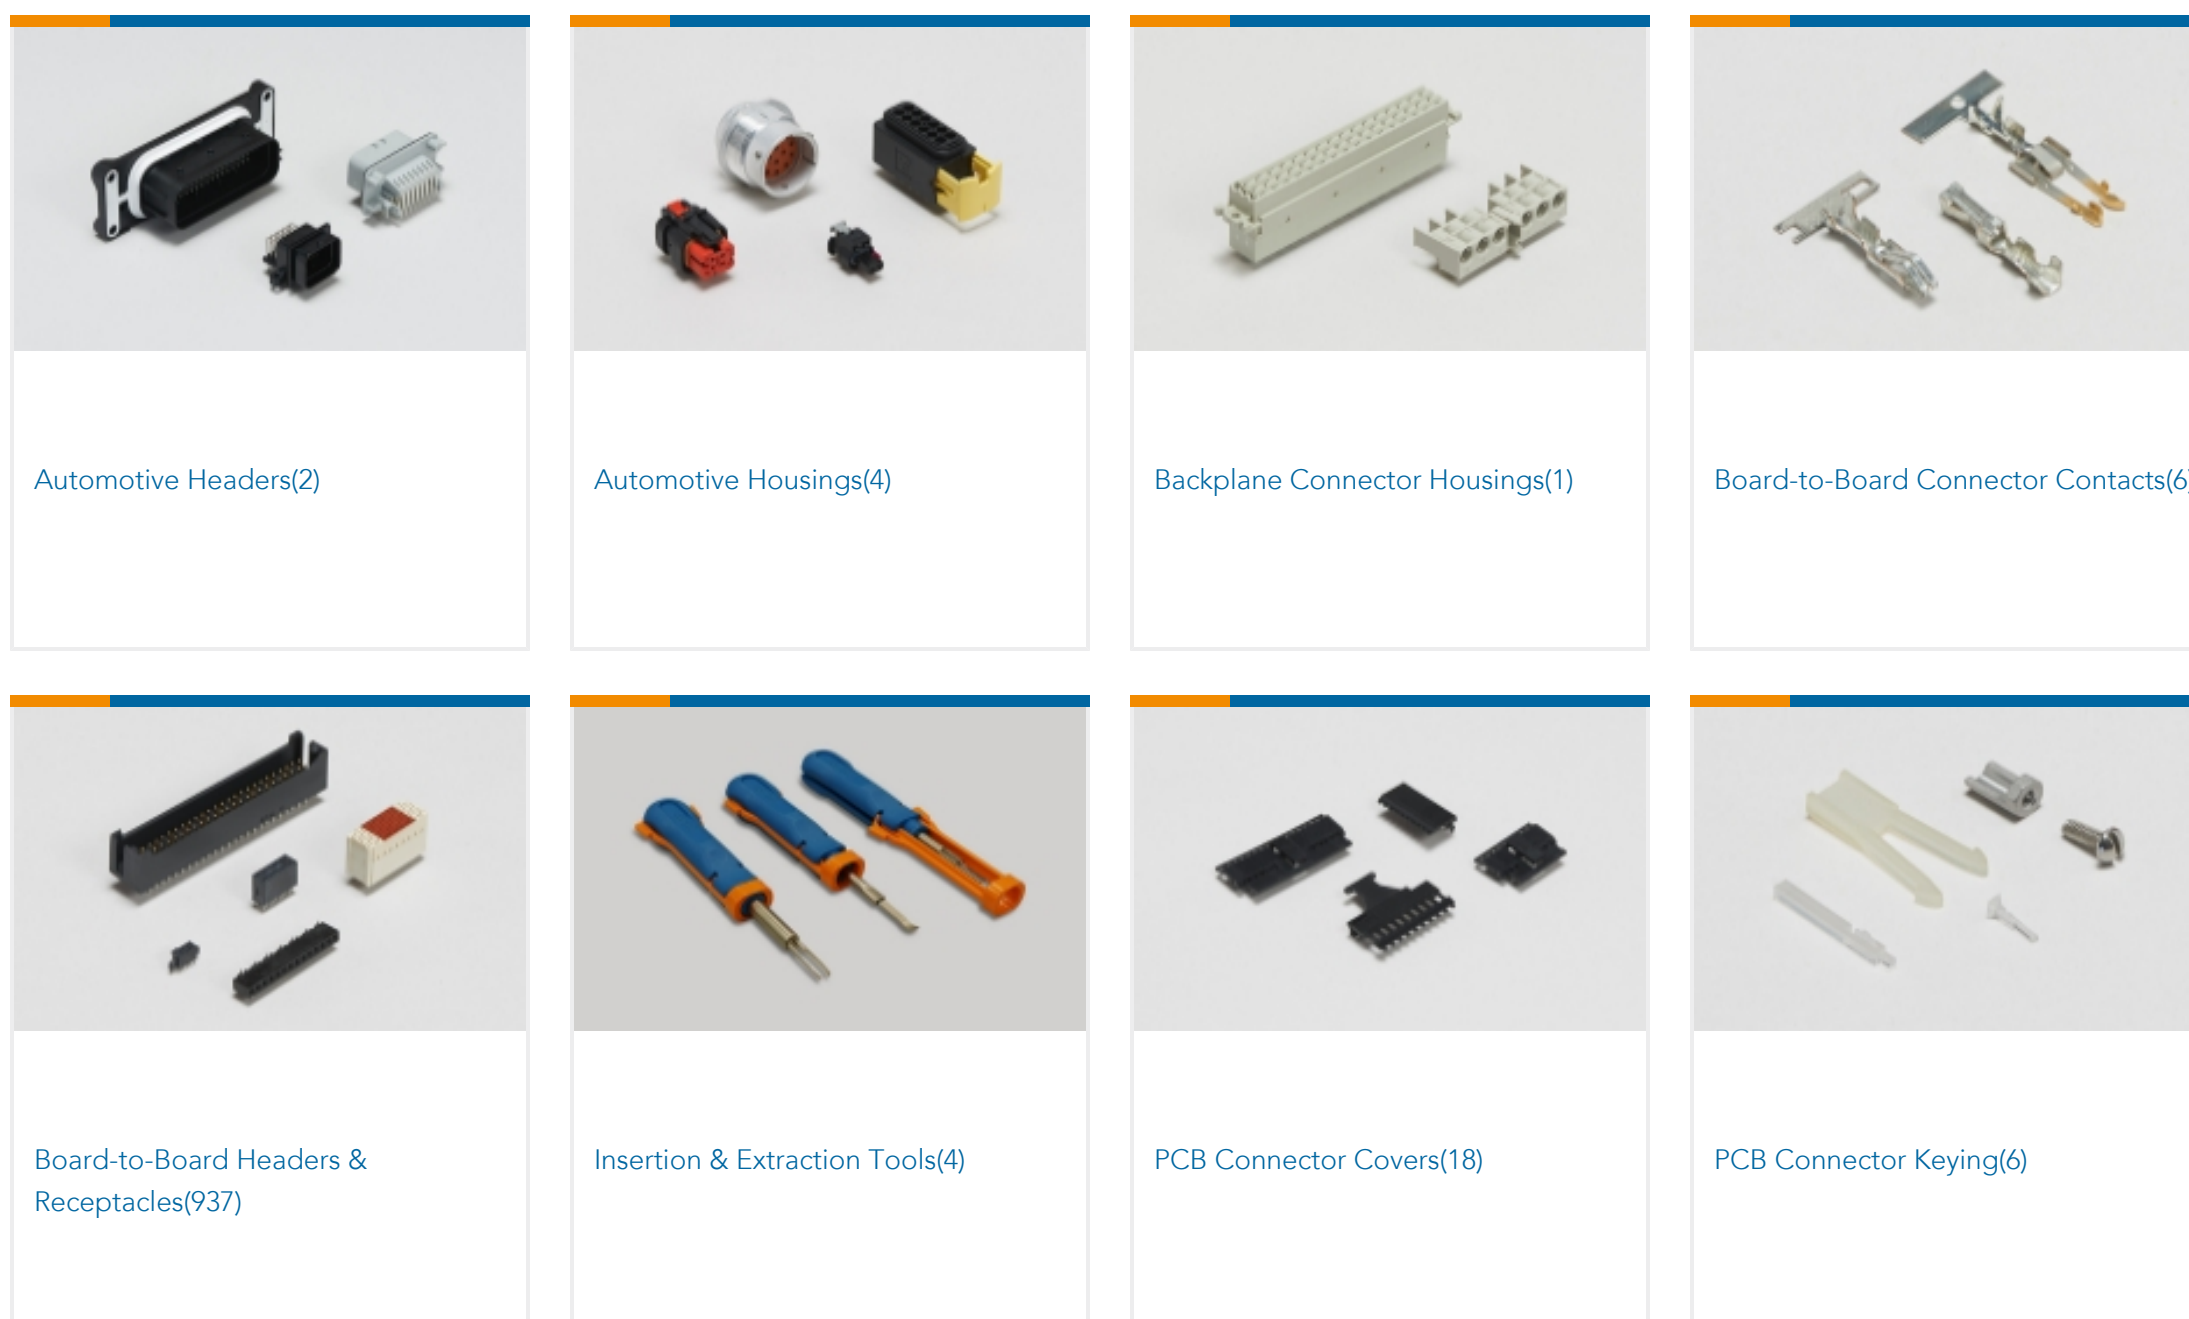 Automotive Headers(2)
Automotive Housings(4)
Backplane Connector Housings(1)
Board-to-Board Connector Contacts(6)
Board-to-Board Headers &
Receptacles(937)
Insertion & Extraction Tools(4)
PCB Connector Covers(18)
PCB Connector Keying(6)